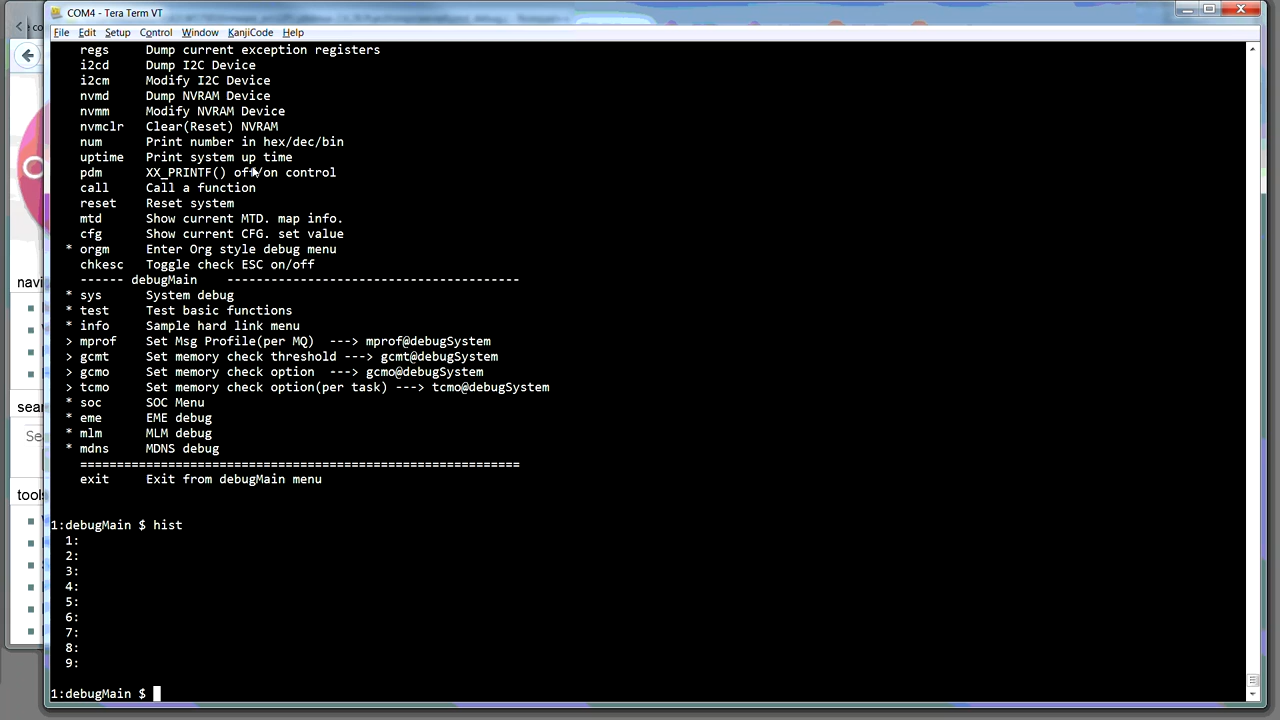 COM4 - Tera Term VT
File Edit Setup Control Window KanjiCode Help
regs Dump current exception registers
i2cd Dump I2C Device
i2cm Modify I2C Device
nvmd Dump NVRAM Device
nvmm Modify NVRAM Device
nvmclr Clear(Reset) NVRAM
num Print number in hex/dec/bin
uptime Print system up time
pdm XX_PRINTF() off/on control
call Call a function
reset Reset system
mtd Show current MTD. map info.
cfg Show current CFG. set value
* orgm Enter Org style debug menu
chkesc Toggle check ESC on/off
------ debugMain ----------------------------------------
* sys System debug
* test Test basic functions
* info Sample hard link menu
> mprof Set Msg Profile(per MQ) ---> mprof@debugSystem
> gcmt Set memory check threshold ---> gcmt@debugSystem
> gcmo Set memory check option ---> gcmo@debugSystem
> tcmo Set memory check option(per task) ---> tcmo@debugSystem
* soc SOC Menu
* eme EME debug
* mlm MLM debug
* mdns MDNS debug
============================================================
exit Exit from debugMain menu
1:debugMain $ hist
1:
2:
3:
4:
5:
6:
7:
8:
9:
1:debugMain $
navi
sear
Se
tools